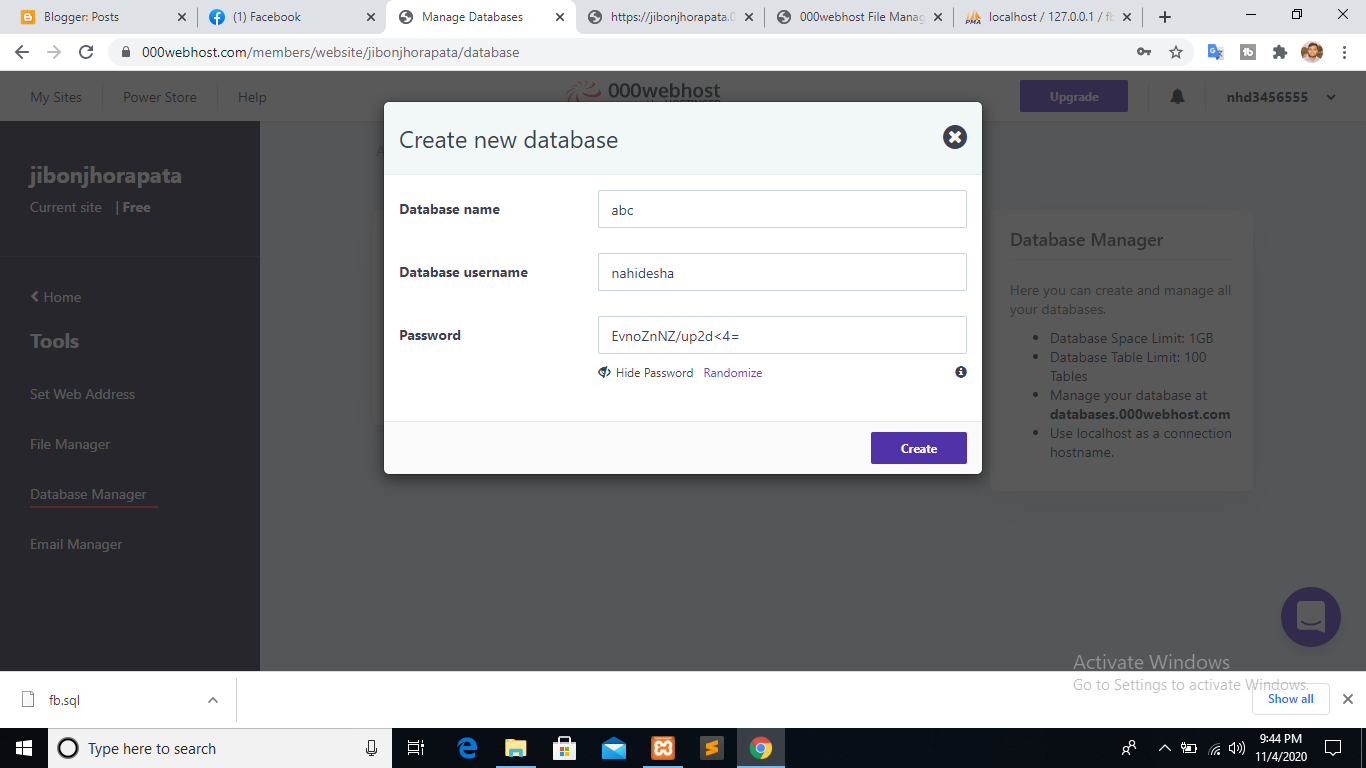 Blogger: Posts
(1) Facebook
Manage Databases
https://jibonjhorapata.0
000webhost File Manag
localhost / 127.0.0.1 / fb
000webhost.com/members/website/jibonjhorapata/database
My Sites
Power Store
Help
000webhost
Upgrade
nhd3456555
jibonjhorapata
Current site | Free
Home
Tools
Set Web Address
File Manager
Database Manager
Email Manager
Create new database
Database name
abc
Database username
nahidesha
Password
EvnoZnNZ/up2d<4=
Hide Password Randomize
Create
Database Manager
Here you can create and manage all
your databases.
Database Space Limit: 1GB
Database Table Limit: 100
Tables
Manage your database at
databases.000webhost.com
Use localhost as a connection
hostname.
Activate Windows
Go to Settings to activate Windows.
fb.sql
Show all
Type here to search
9:44 PM
11/4/2020